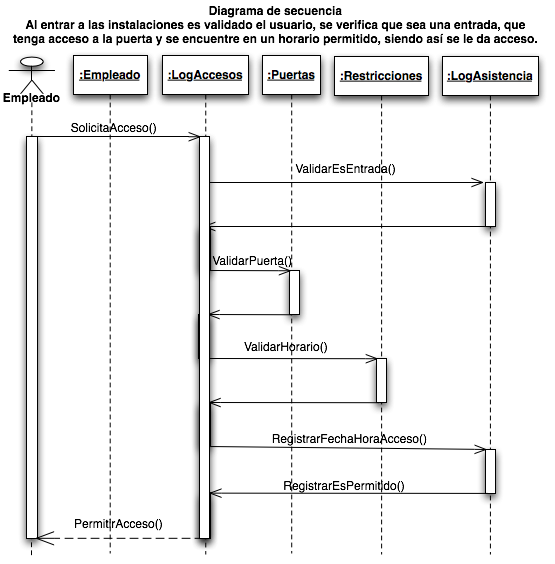 Diagrama de secuencia
Al entrar a las instalaciones es validado el usuario, se verifica que sea una entrada, que
tenga acceso a la puerta y se encuentre en un horario permitido, siendo así se le da acceso.
Empleado
:Empleado
:LogAccesos
:Puertas
:Restricciones
:LogAsistencia
SolicitaAcceso()
ValidarEsEntrada()
ValidarPuerta()
ValidarHorario()
RegistrarFechaHoraAcceso()
RegistrarEsPermitido()
PermitirAcceso()